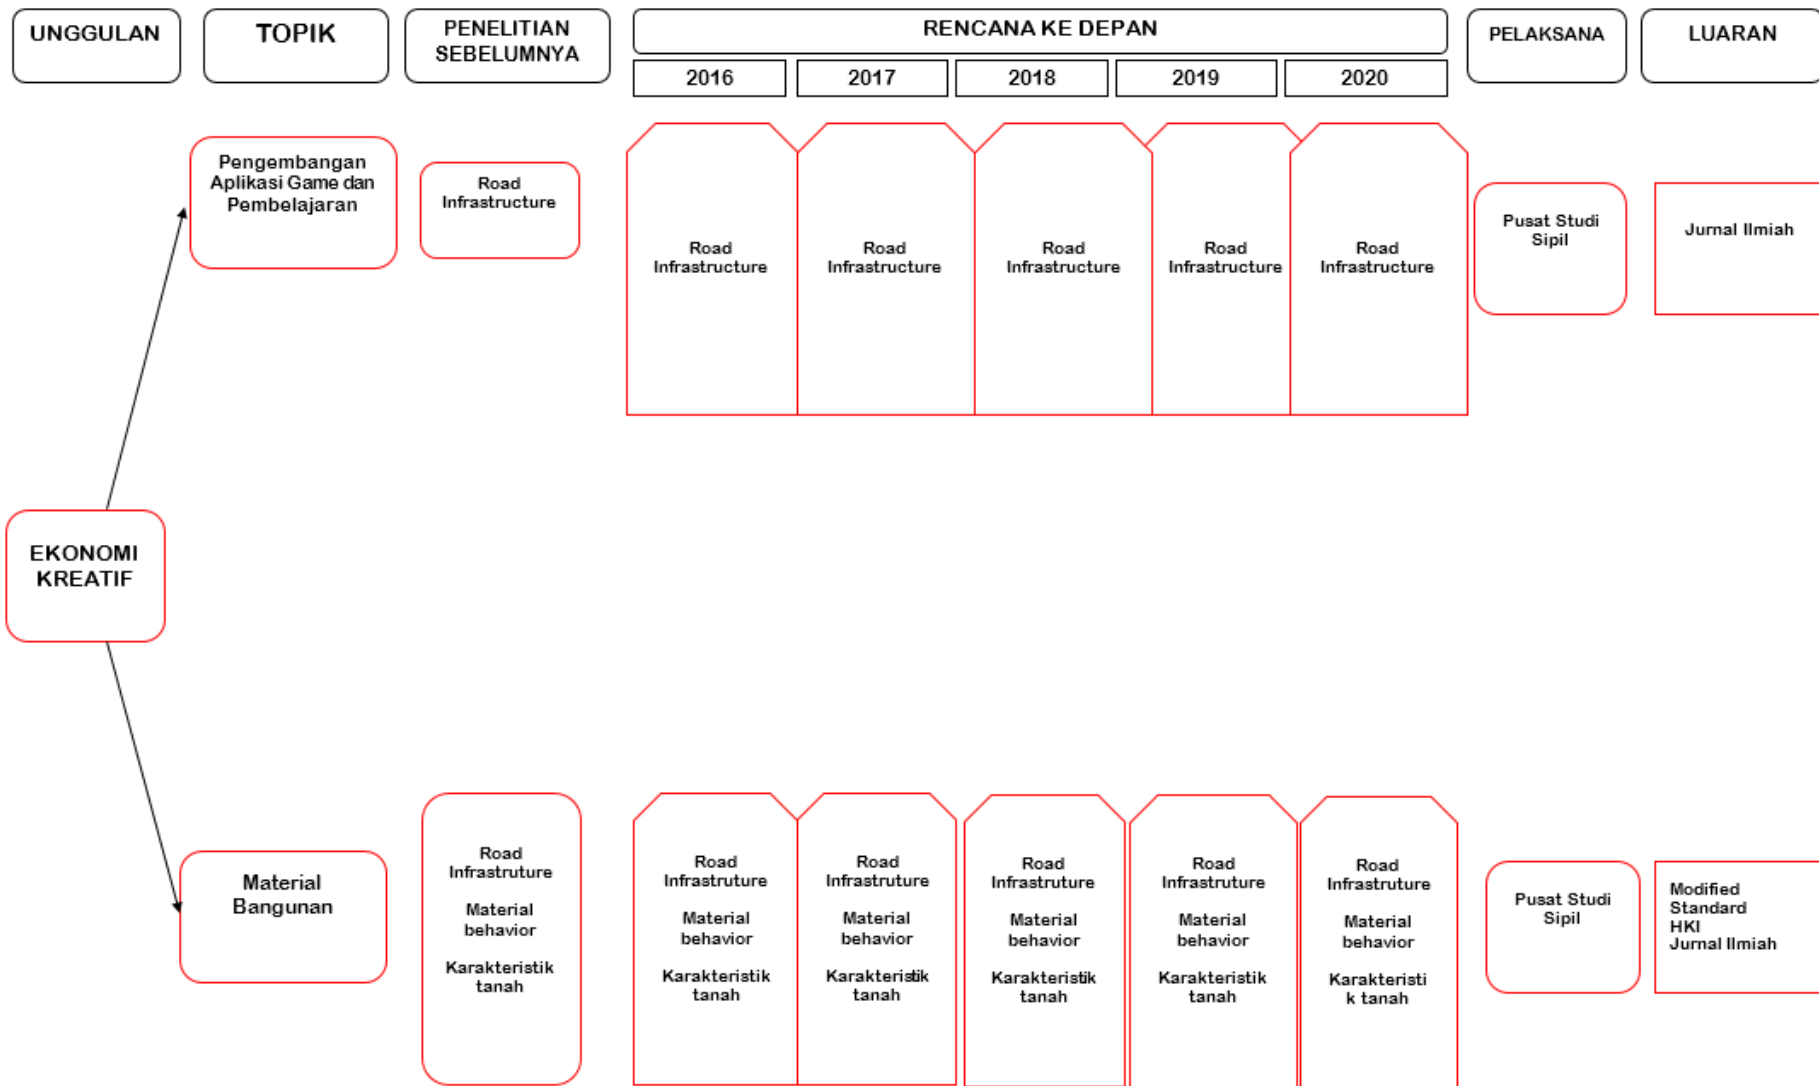 UNGGULAN
TOPIK
PENELITIAN
SEBELUMNYA
RENCANA KE DEPAN
2016
2017
2018
2019
2020
PELAKSANA
LUARAN
Pengembangan
Aplikasi Game dan
Pembelajaran
Road
Infrastructure
Road
Infrastructure
Road
Infrastructure
Road
Infrastructure
Road
Infrastructure
Road
Infrastructure
Pusat Studi
Sipil
Jurnal Ilmiah
EKONOMI
KREATIF
Material
Bangunan
Road
Infrastruture
Material
behavior
Karakteristik
tanah
Road
Infrastruture
Material
behavior
Karakteristik
tanah
Road
Infrastruture
Material
behavior
Karakteristik
tanah
Road
Infrastruture
Material
behavior
Karakteristik
tanah
Road
Infrastruture
Material
behavior
Karakteristik
tanah
Road
Infrastruture
Material
behavior
Karakteristi
k tanah
Pusat Studi
Sipil
Modified
Standard
HKI
Jurnal Ilmiah